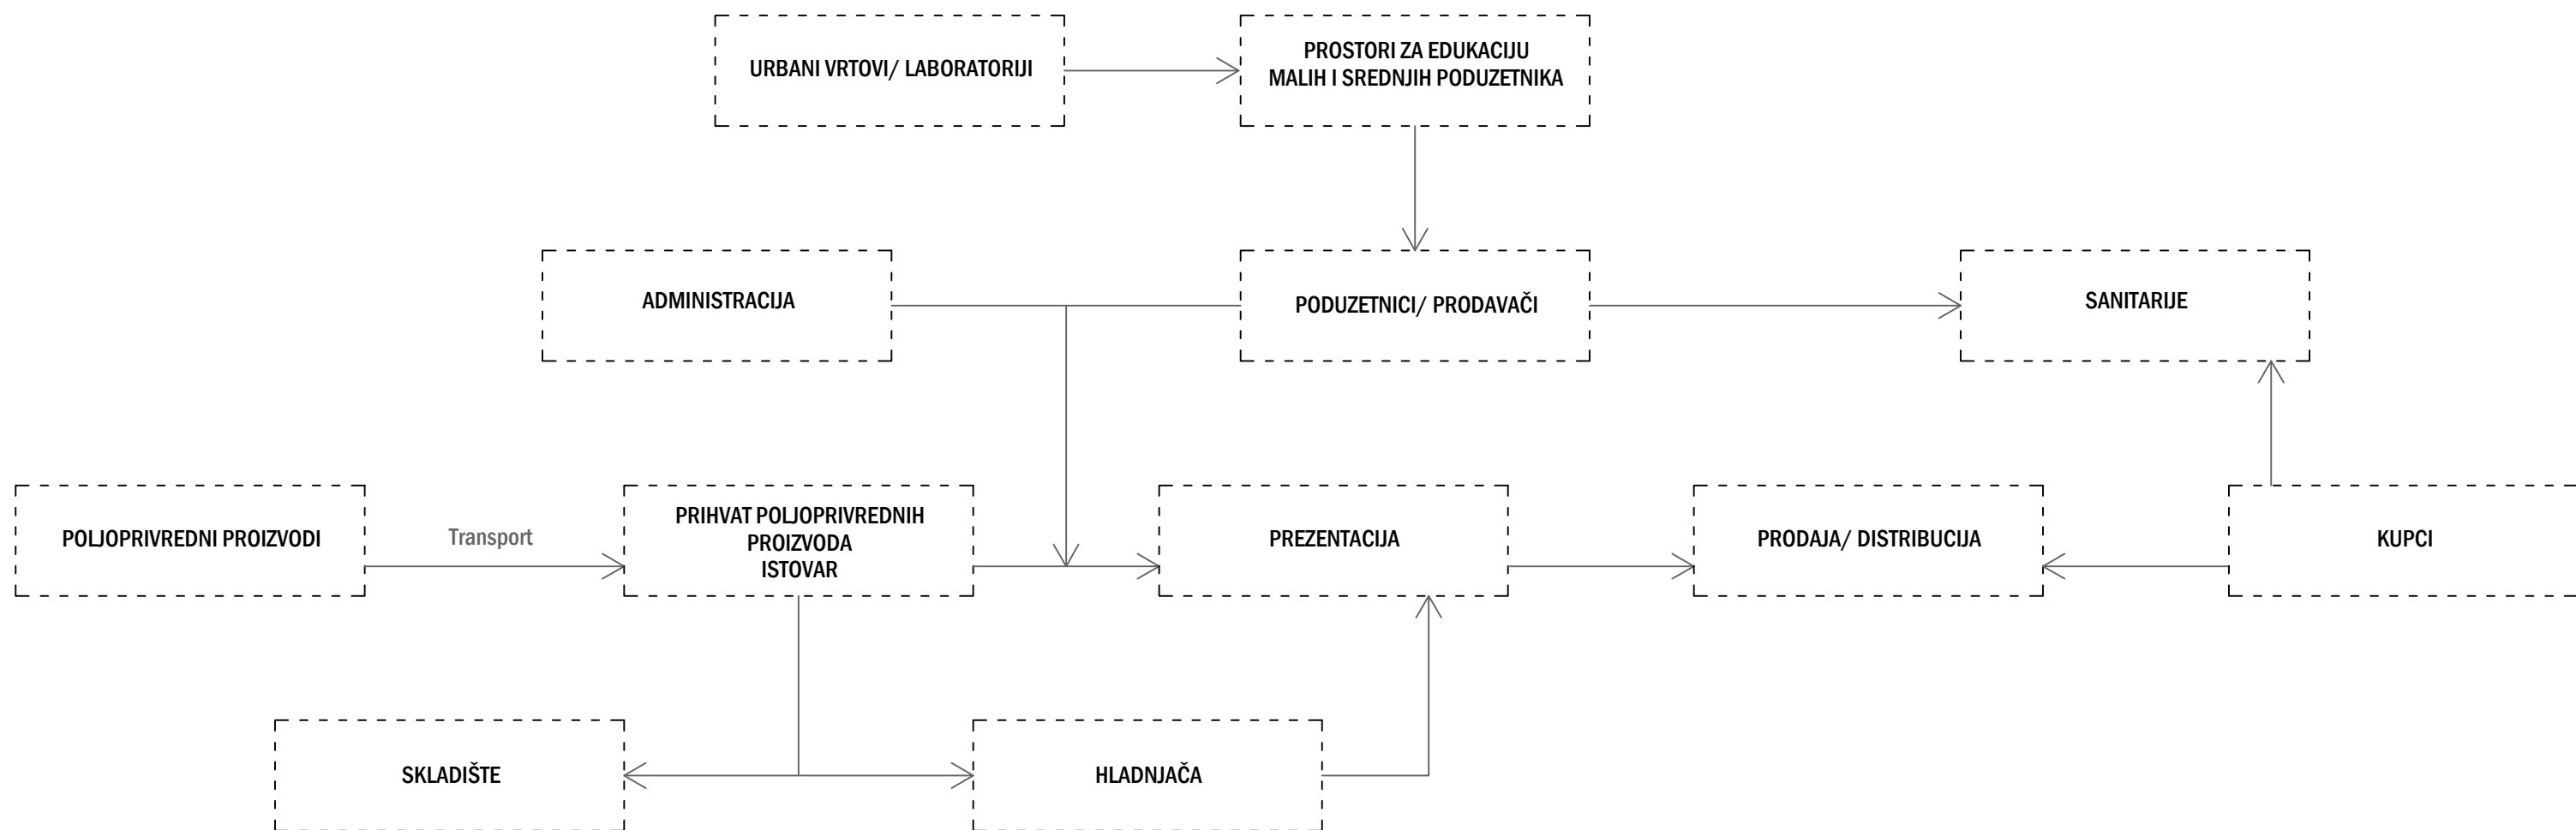 URBANI VRTOVI/ LABORATORIJI
PROSTORI ZA EDUKACIJU
MALIH I SREDNJIH PODUZETNIKA
ADMINISTRACIJA
PODUZETNICI/ PRODAVAČI
SANITARIJE
POLJOPRIVREDNI PROIZVODI
Transport
PRIHVAT POLJOPRIVREDNIH
PROIZVODA
ISTOVAR
PREZENTACIJA
PRODAJA/ DISTRIBUCIJA
KUPCI
SKLADIŠTE
HLADNJAČA